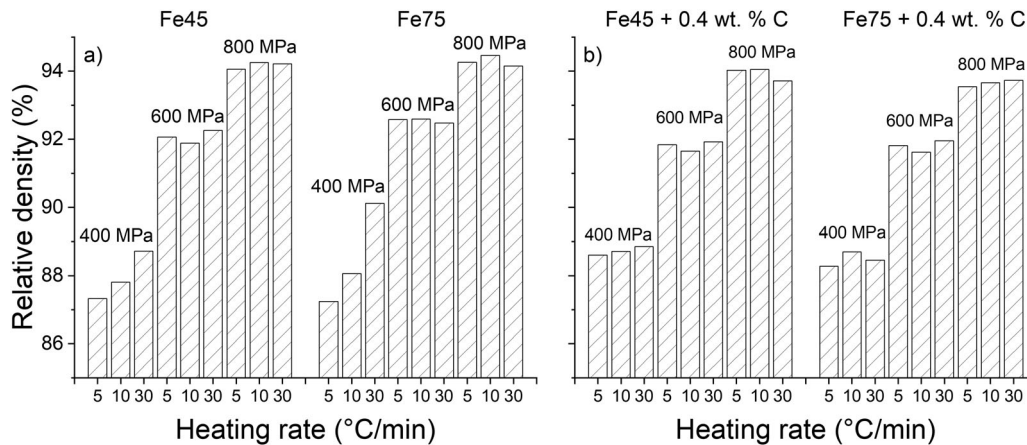 Fe45
Fe75
Fe45 + 0.4 wt. % C
Fe75 + 0.4 wt. % C
a)
800 MPa
600 MPa
400 MPa
800 MPa
600 MPa
400 MPa
b)
800 MPa
600 MPa
400 MPa
800 MPa
600 MPa
400 MPa
Relative density (%)
94
92
90
88
86
5 10 30 5 10 30 5 10 30
5 10 30 5 10 30 5 10 30
5 10 30 5 10 30 5 10 30
5 10 30 5 10 30 5 10 30
Heating rate (°C/min)
Heating rate (°C/min)